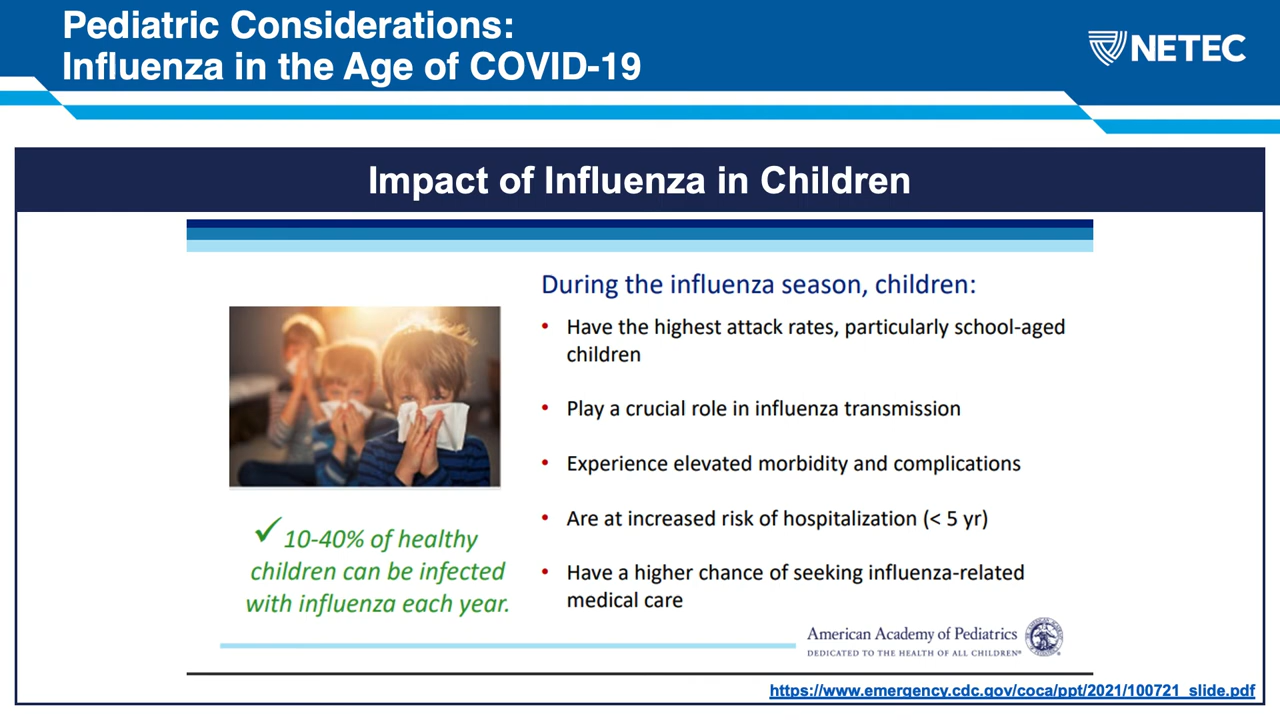 Pediatric Considerations:
Influenza in the Age of COVID-19
NETEC
Impact of Influenza in Children
During the influenza season, children:
• Have the highest attack rates, particularly school-aged
children
• Play a crucial role in influenza transmission
• Experience elevated morbidity and complications
• Are at increased risk of hospitalization (< 5 yr)
• Have a higher chance of seeking influenza-related
medical care
✓ 10-40% of healthy
children can be infected
with influenza each year.
American Academy of Pediatrics
DEDICATED TO THE HEALTH OF ALL CHILDREN®
https://www.emergency.cdc.gov/coca/ppt/2021/100721_slide.pdf